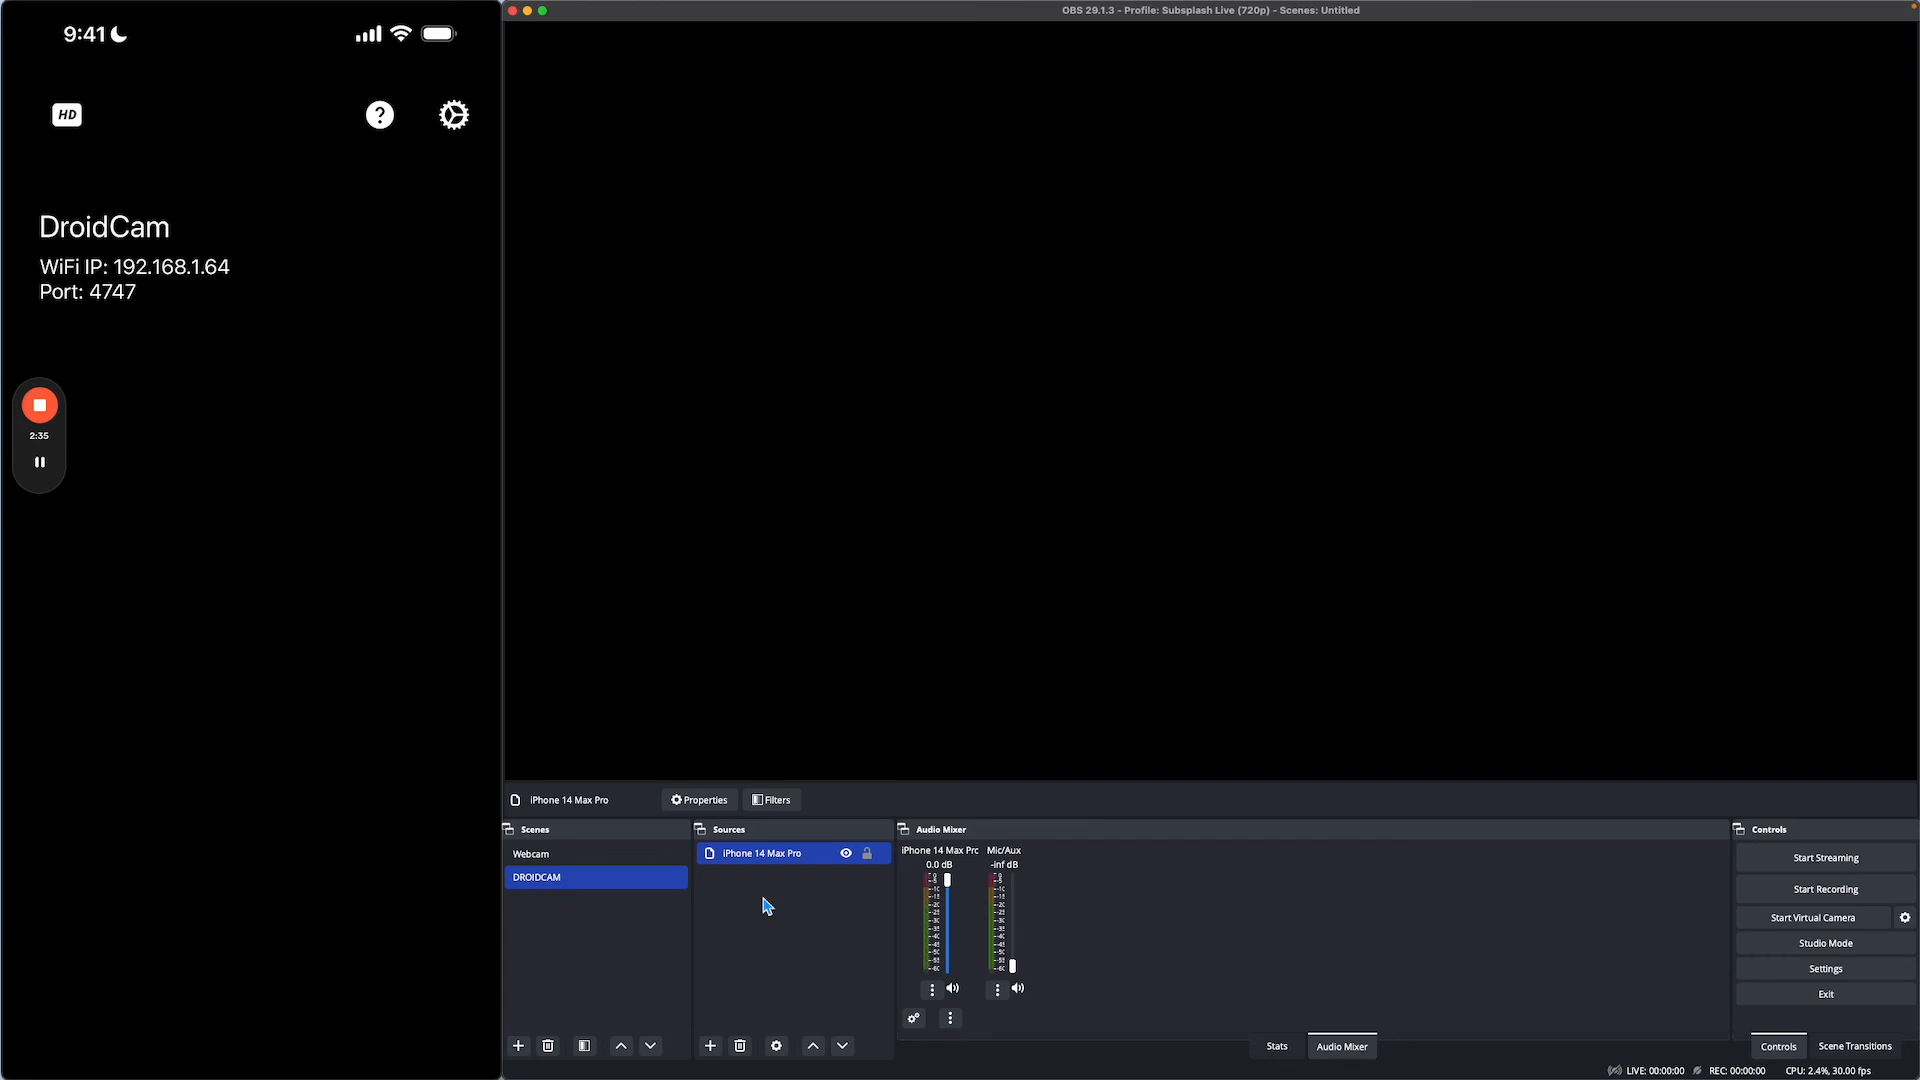 9:41
HD
?
DroidCam
WiFi IP: 192.168.1.64
Port: 4747
2:35
OBS 29.1.3 - Profile: Subsplash Live (720p) - Scenes: Untitled
iPhone 14 Max Pro
Properties
Filters
Scenes
Webcam
DROIDCAM
Sources
iPhone 14 Max Pro
Audio Mixer
iPhone 14 Max Prc Mic/Aux
0.0 dB -inf dB
Controls
Start Streaming
Start Recording
Start Virtual Camera
Studio Mode
Settings
Exit
Stats
Audio Mixer
Controls
Scene Transitions
LIVE: 00:00:00 REC: 00:00:00 CPU: 2.4%, 30.00 fps